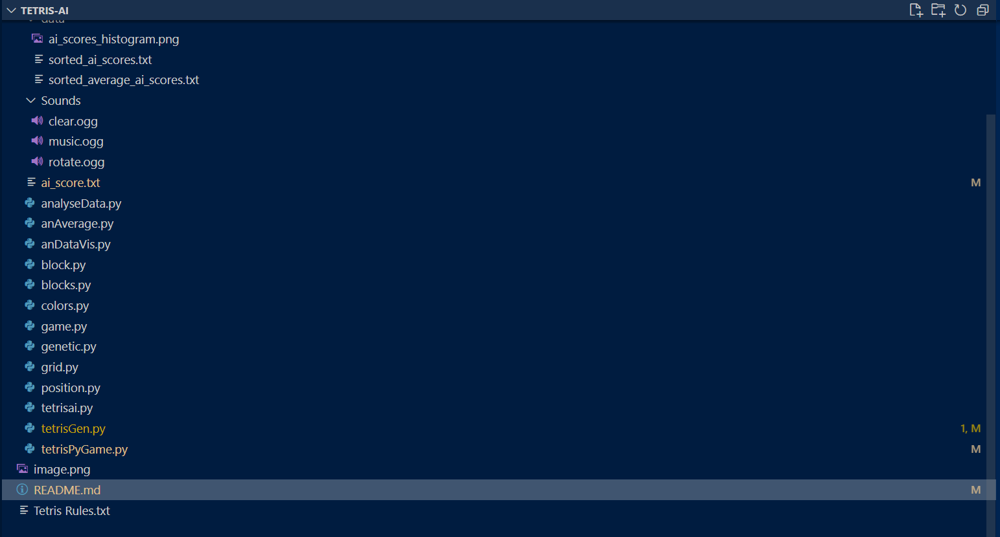 TETRIS-AI
data
ai_scores_histogram.png
sorted_ai_scores.txt
sorted_average_ai_scores.txt
Sounds
clear.ogg
music.ogg
rotate.ogg
ai_score.txt M
analyseData.py
anAverage.py
anDataVis.py
block.py
blocks.py
colors.py
game.py
genetic.py
grid.py
position.py
tetrisai.py
tetrisGen.py 1, M
tetrisPyGame.py M
image.png
README.md M
Tetris Rules.txt